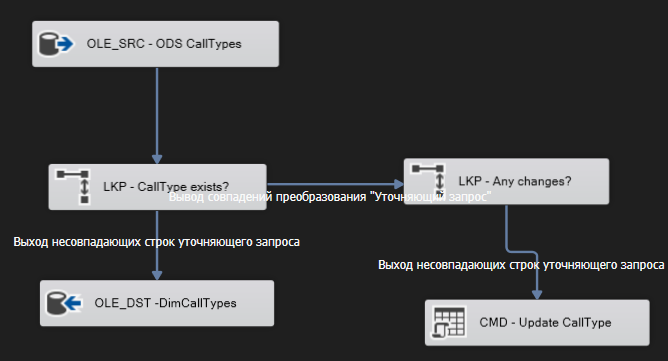 OLE_SRC - ODS CallTypes
LKP - CallType exists?
LKP - Any changes?
Вывод совпадений преобразования "Уточняющий запрос"
Выход несовпадающих строк уточняющего запроса
Выход несовпадающих строк уточняющего запроса
OLE_DST -DimCallTypes
CMD - Update CallType